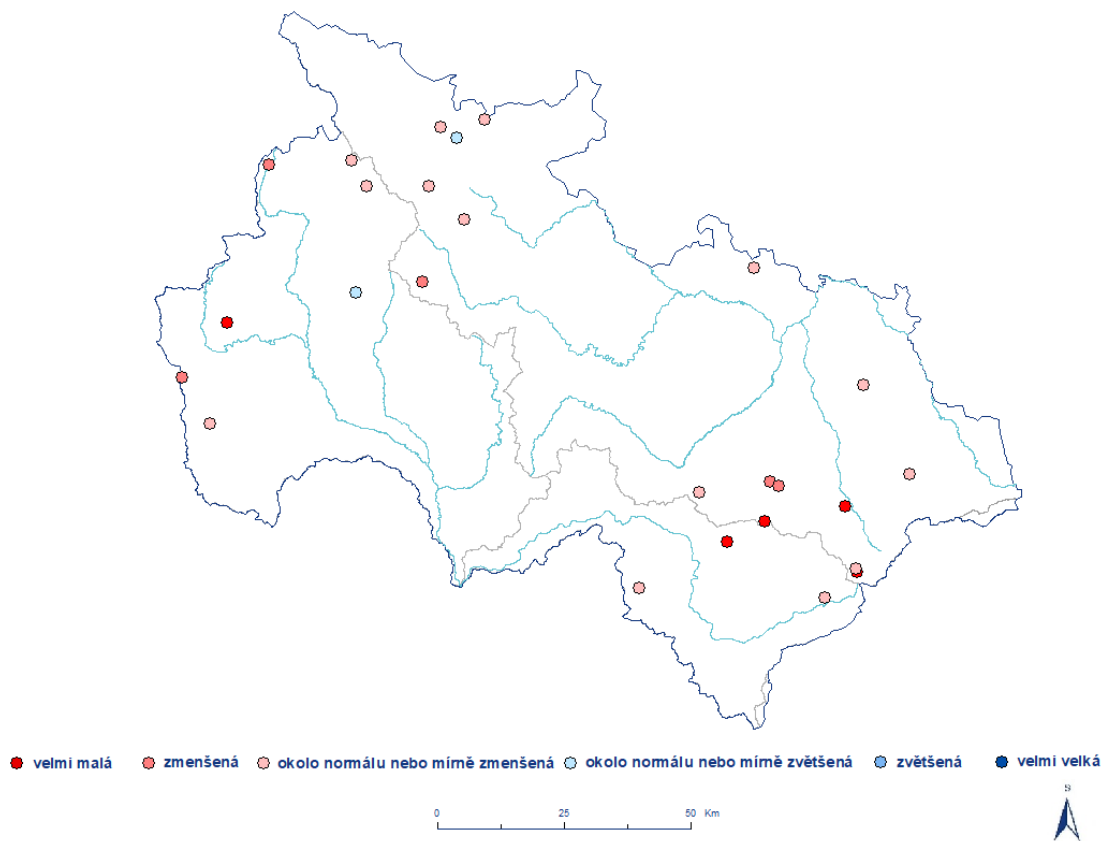 velmi malá zmenšená okolo normálu nebo mírně zmenšená okolo normálu nebo mírně zvětšená zvětšená velmi velká
S
0 25 50 Km